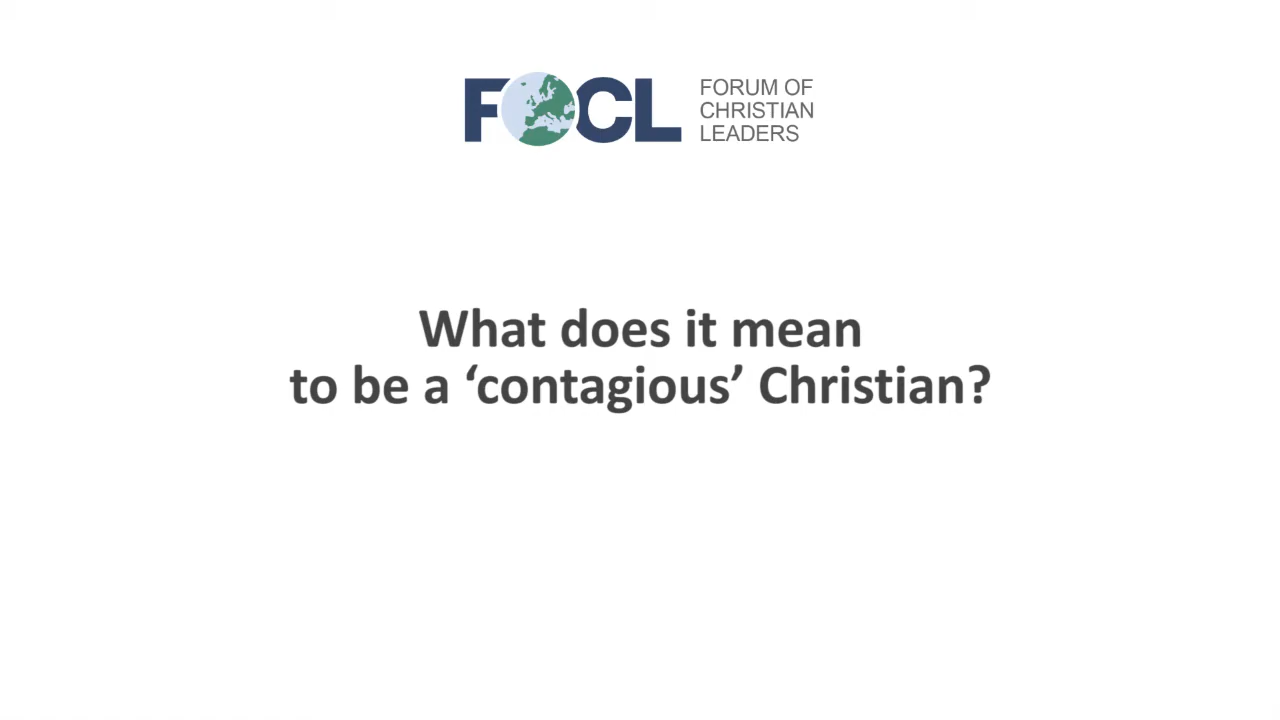 FOCL
FORUM OF
CHRISTIAN
LEADERS
What does it mean
to be a ‘contagious’ Christian?